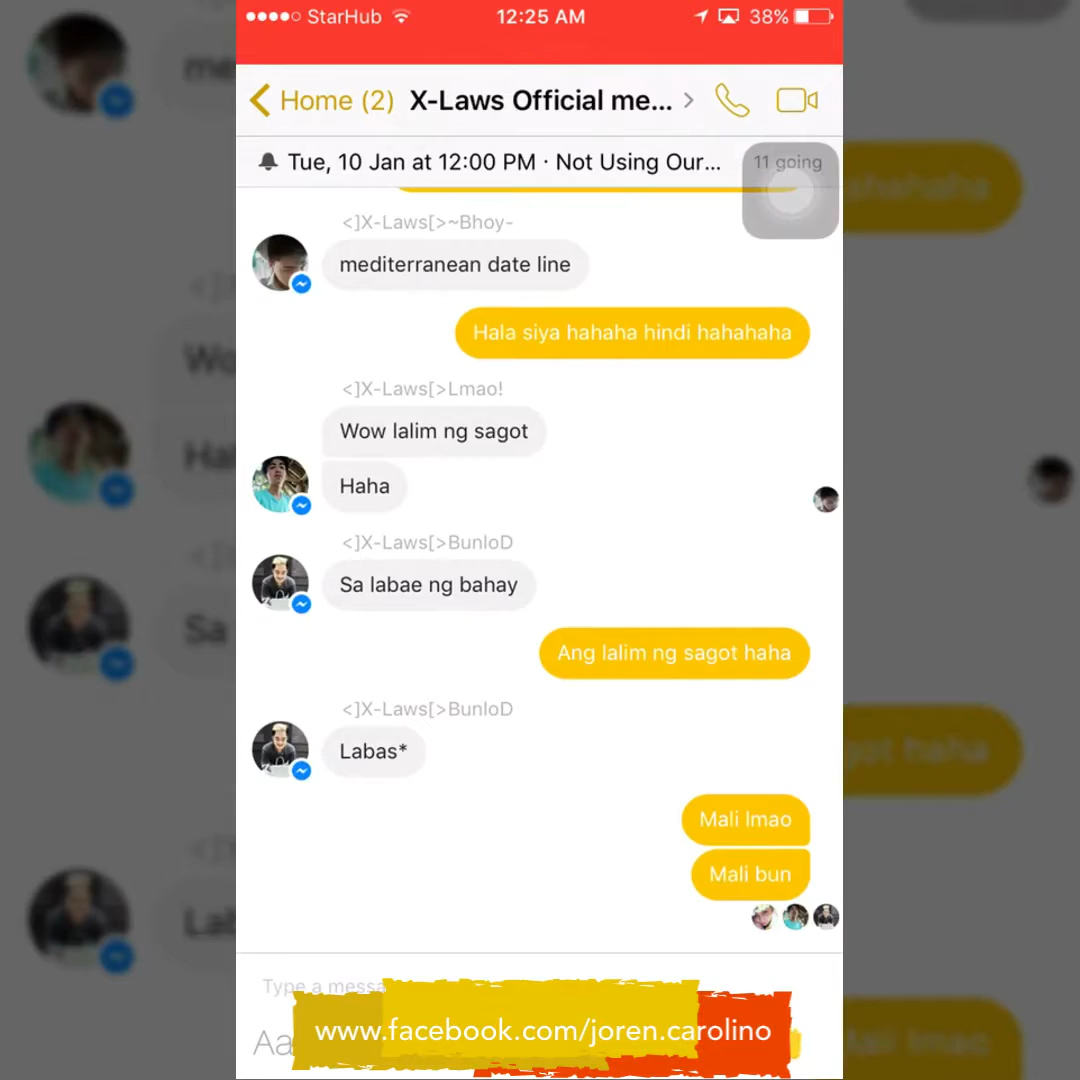 StarHub 12:25 AM 38%
Home (2) X-Laws Official me...
Tue, 10 Jan at 12:00 PM · Not Using Our... 11 going
<]X-Laws[>~Bhoy-
mediterranean date line
Hala siya hahaha hindi hahahaha
<]X-Laws[>Lmao!
Wow lalim ng sagot
Haha
<]X-Laws[>BunloD
Sa labae ng bahay
Ang lalim ng sagot haha
<]X-Laws[>BunloD
Labas*
Mali lmao
Mali bun
Type a messa
www.facebook.com/joren.carolino
Aa